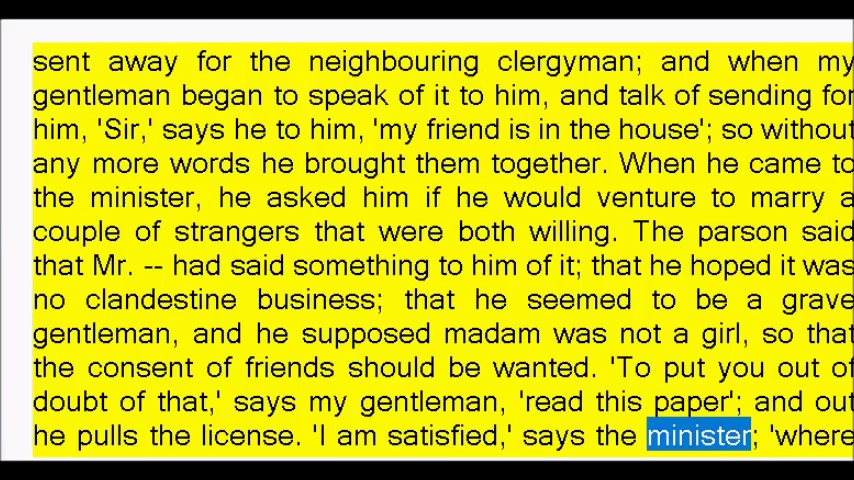 sent away for the neighbouring clergyman; and when my
gentleman began to speak of it to him, and talk of sending for
him, 'Sir,' says he to him, 'my friend is in the house'; so without
any more words he brought them together. When he came to
the minister, he asked him if he would venture to marry a
couple of strangers that were both willing. The parson said
that Mr. -- had said something to him of it; that he hoped it was
no clandestine business; that he seemed to be a grave
gentleman, and he supposed madam was not a girl, so that
the consent of friends should be wanted. 'To put you out of
doubt of that,' says my gentleman, 'read this paper'; and out
he pulls the license. 'I am satisfied,' says the minister; 'where